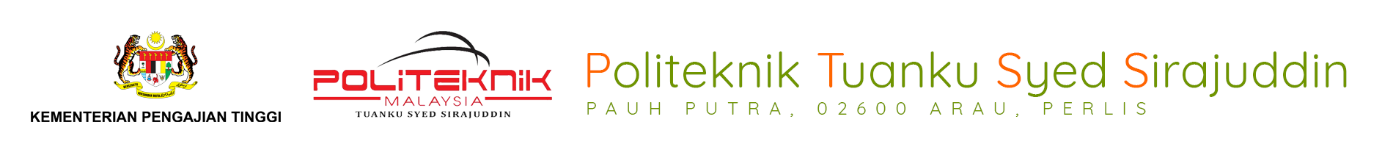 KEMENTERIAN PENGAJIAN TINGGI
POLITEKNIK
MALAYSIA
TUANKU SYED SIRAJUDDIN
Politeknik Tuanku Syed Sirajuddin
PAUH PUTRA, 02600 ARAU, PERLIS